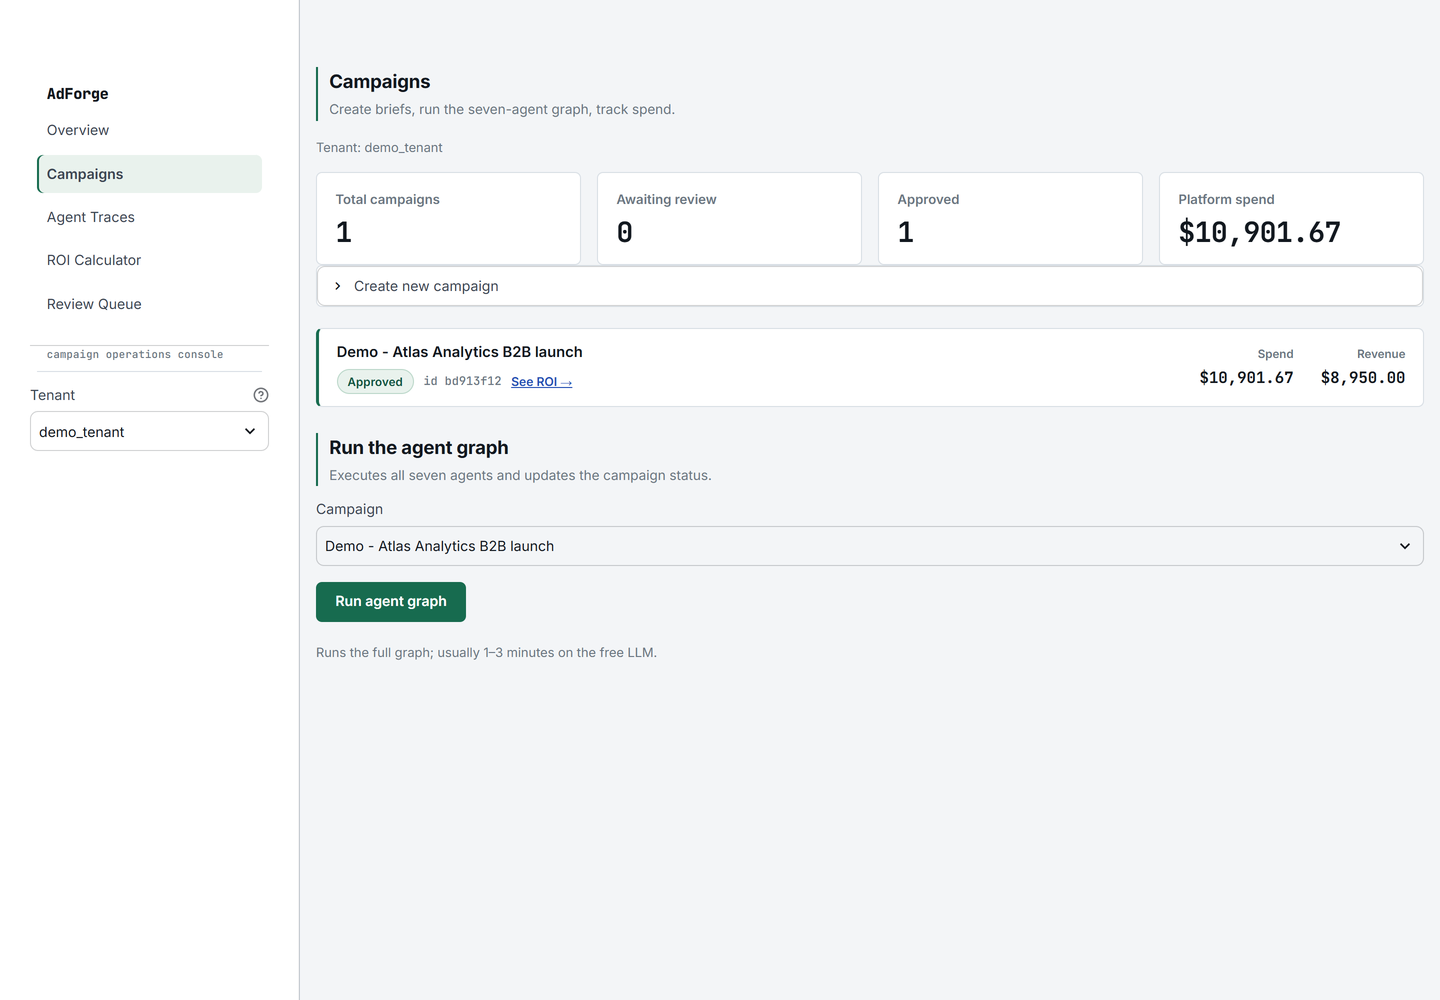 AdForge
Overview
Campaigns
Agent Traces
ROI Calculator
Review Queue
campaign operations console
Tenant
demo_tenant
Campaigns
Create briefs, run the seven-agent graph, track spend.
Tenant: demo_tenant
Total campaigns
1
Awaiting review
0
Approved
1
Platform spend
$10,901.67
Create new campaign
Demo - Atlas Analytics B2B launch
Approved id bd913f12 See ROI →
Spend
$10,901.67
Revenue
$8,950.00
Run the agent graph
Executes all seven agents and updates the campaign status.
Campaign
Demo - Atlas Analytics B2B launch
Run agent graph
Runs the full graph; usually 1–3 minutes on the free LLM.